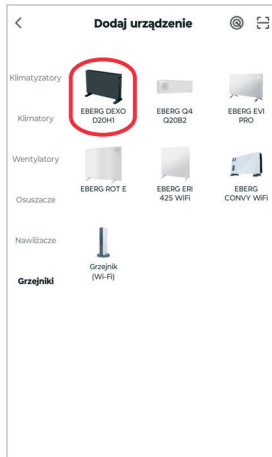 Dodaj urządzenie
Klimatyzatory
Klimatory
Wentylatory
Osuszacze
Nawilżacze
Grzejniki
EBERG DEXO
D20H1
EBERG Q4
Q20B2
EBERG EVI
PRO
EBERG ROT E
EBERG ERI
425 WiFi
EBERG
CONVY WiFi
Grzejnik
(Wi-Fi)